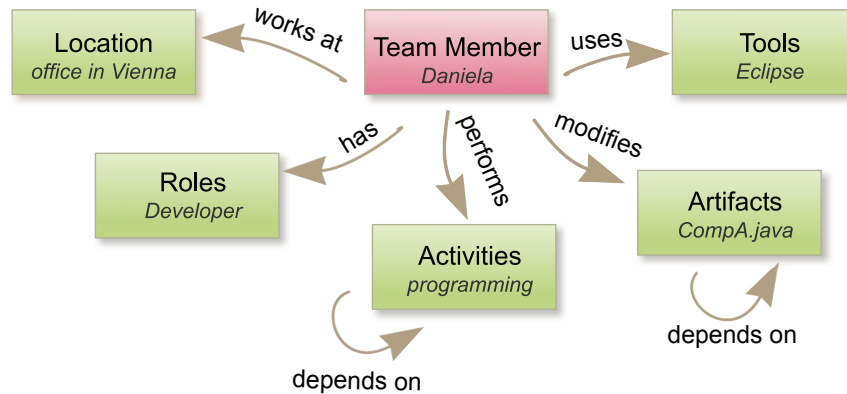 Location
office in Vienna
works at
Team Member
Daniela
uses
Tools
Eclipse
has
performs
modifies
Roles
Developer
Activities
programming
Artifacts
CompA.java
depends on
depends on